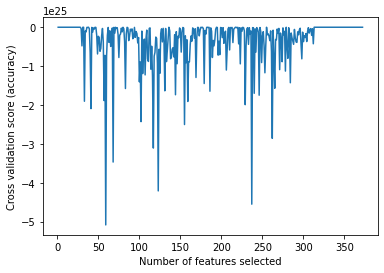 1e25
0
−1
−2
−3
−4
−5
Cross validation score (accuracy)
0 50 100 150 200 250 300 350
Number of features selected